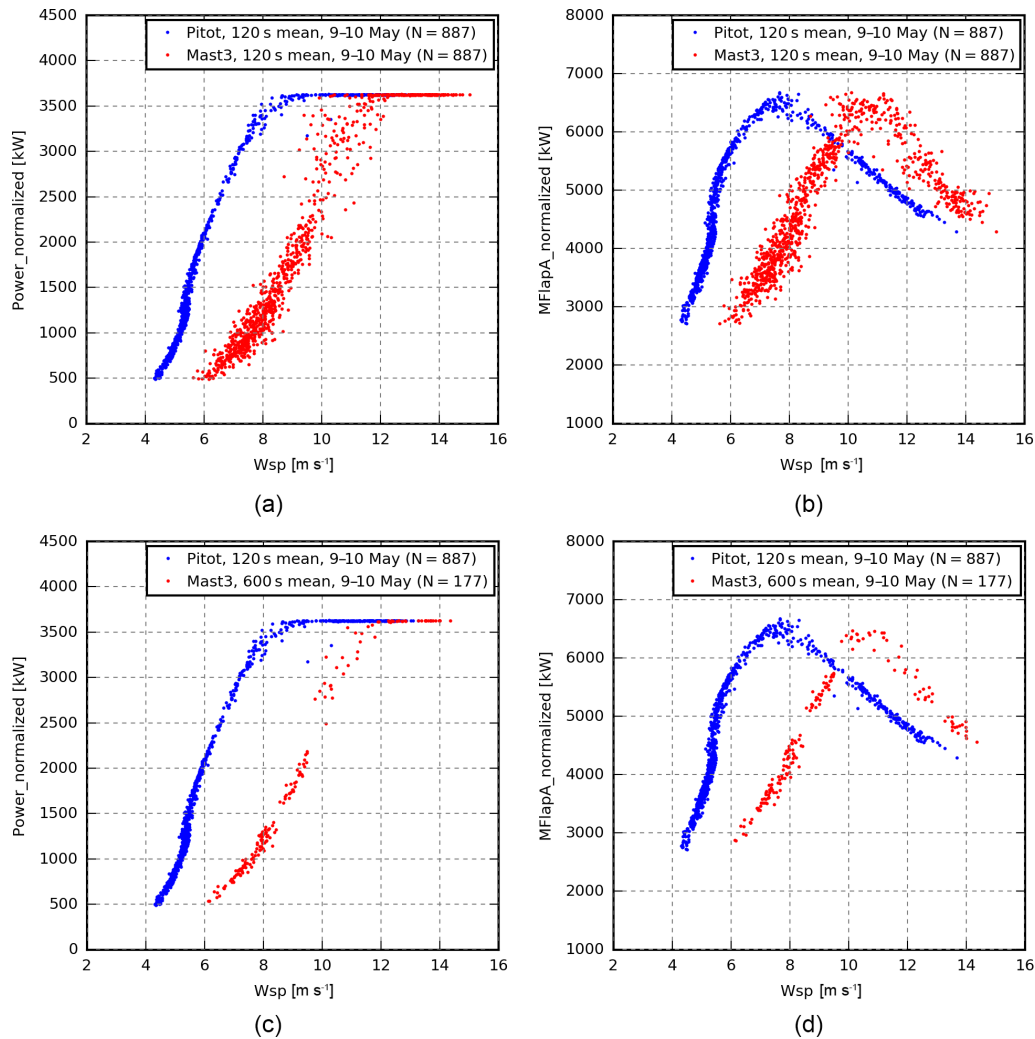 Pitot, 120 s mean, 9–10 May (N = 887)
Mast3, 120 s mean, 9–10 May (N = 887)
4500
4000
3500
3000
2500
2000
1500
1000
500
0
Power_normalized [kW]
2 4 6 8 10 12 14 16
Wsp [m s⁻¹]
(a)
Pitot, 120 s mean, 9–10 May (N = 887)
Mast3, 120 s mean, 9–10 May (N = 887)
8000
7000
6000
5000
4000
3000
2000
1000
MFlapA_normalized [kW]
2 4 6 8 10 12 14 16
Wsp [m s⁻¹]
(b)
Pitot, 120 s mean, 9–10 May (N = 887)
Mast3, 600 s mean, 9–10 May (N = 177)
4500
4000
3500
3000
2500
2000
1500
1000
500
0
Power_normalized [kW]
2 4 6 8 10 12 14 16
Wsp [m s⁻¹]
(c)
Pitot, 120 s mean, 9–10 May (N = 887)
Mast3, 600 s mean, 9–10 May (N = 177)
8000
7000
6000
5000
4000
3000
2000
1000
MFlapA_normalized [kW]
2 4 6 8 10 12 14 16
Wsp [m s⁻¹]
(d)